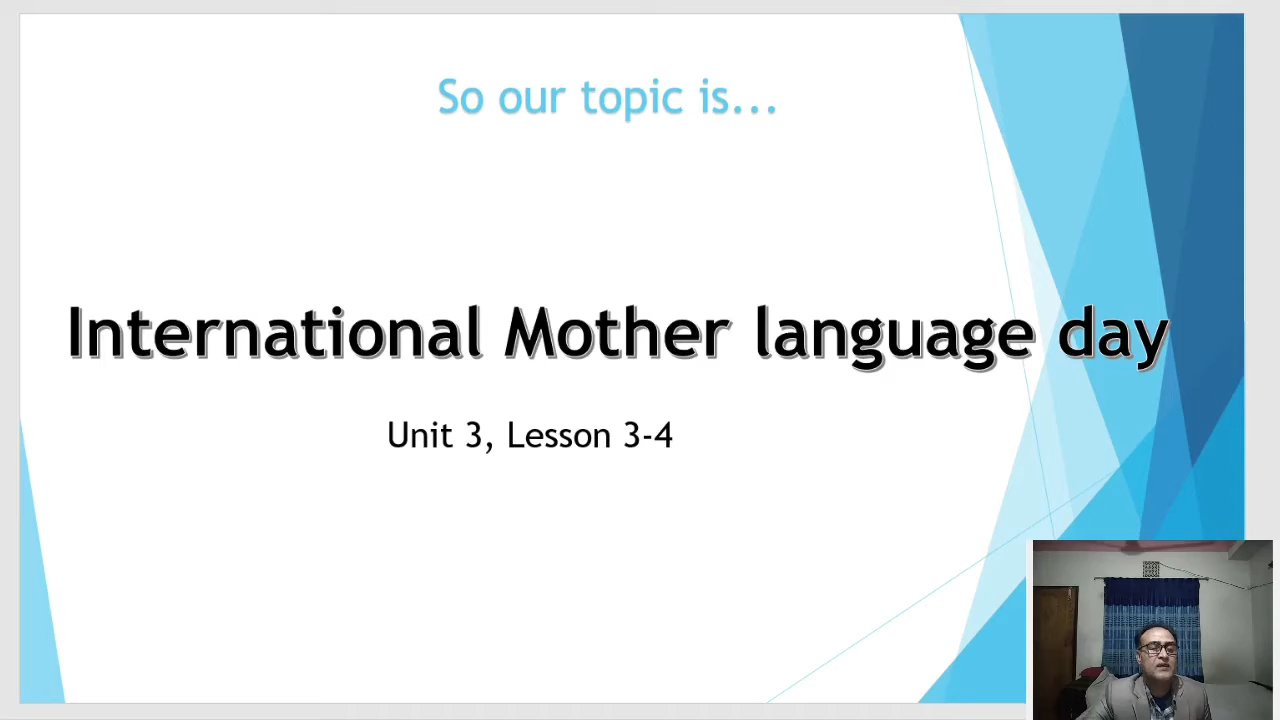 So our topic is...
International Mother language day
Unit 3, Lesson 3-4